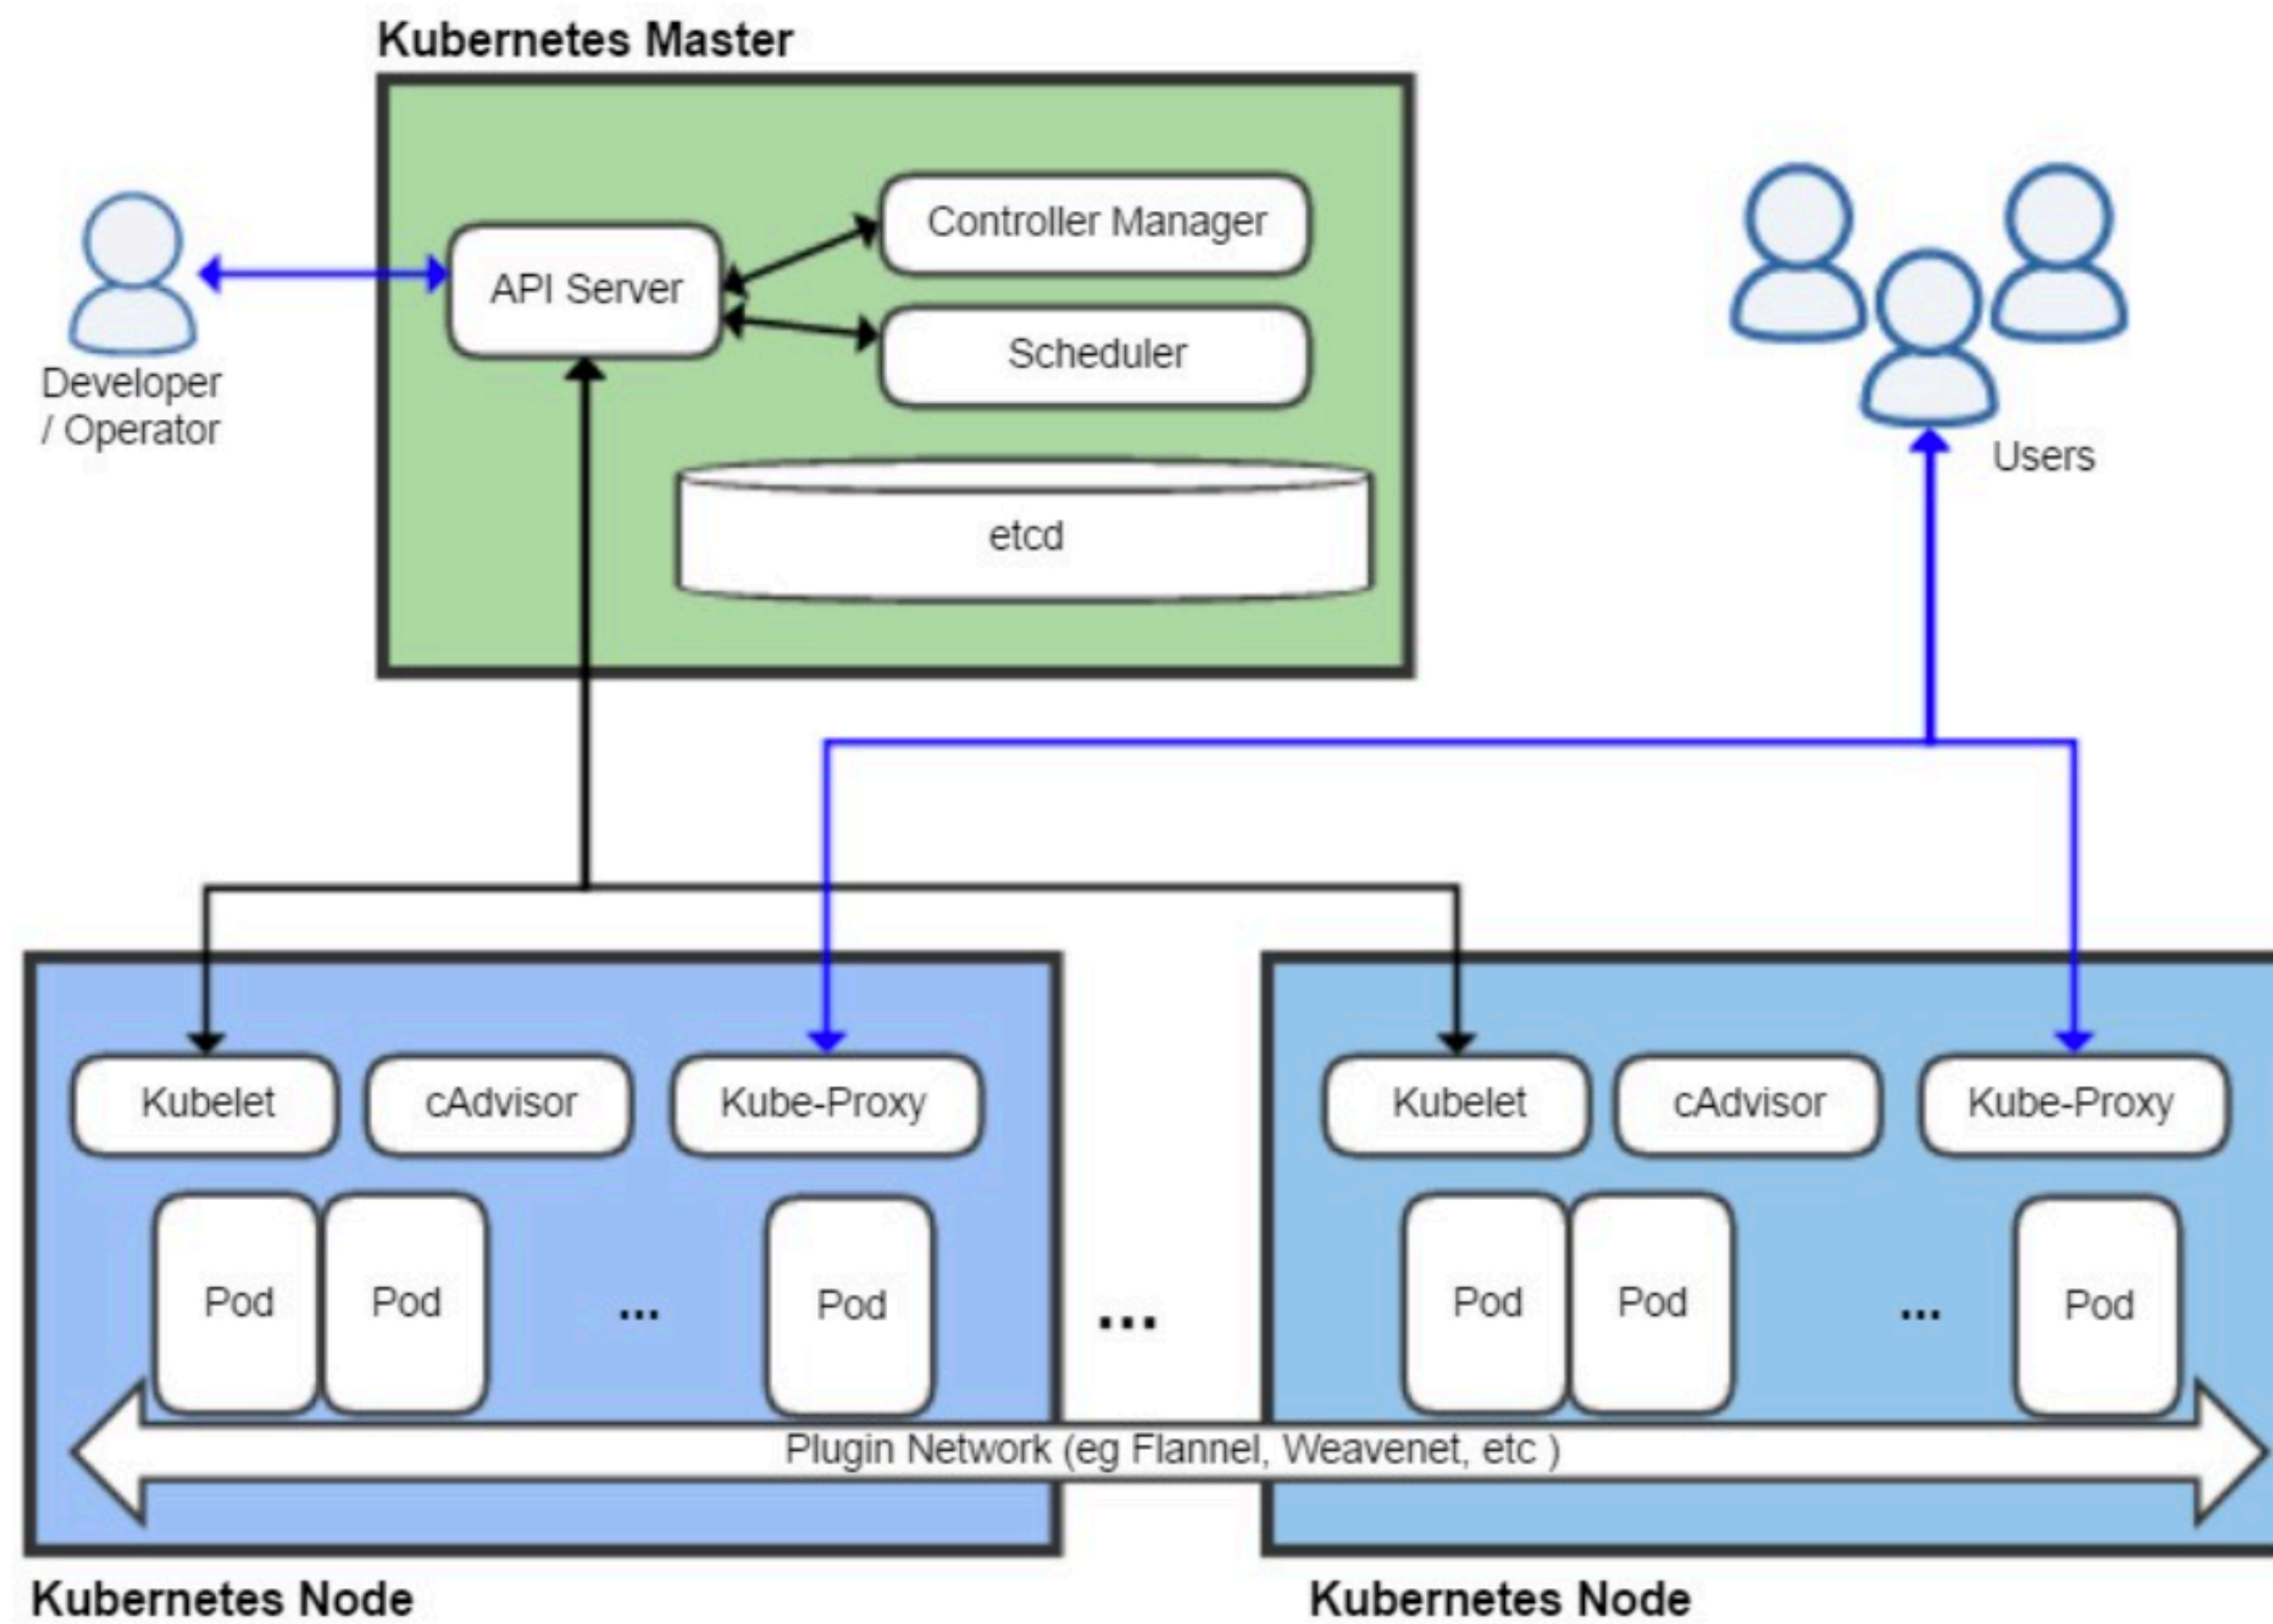 Kubernetes Master
Controller Manager
API Server
Scheduler
etcd
Developer
/ Operator
Users
Kubelet
cAdvisor
Kube-Proxy
Pod
Pod
...
Pod
...
Kubelet
cAdvisor
Kube-Proxy
Pod
Pod
...
Pod
Plugin Network (eg Flannel, Weavenet, etc )
Kubernetes Node
Kubernetes Node